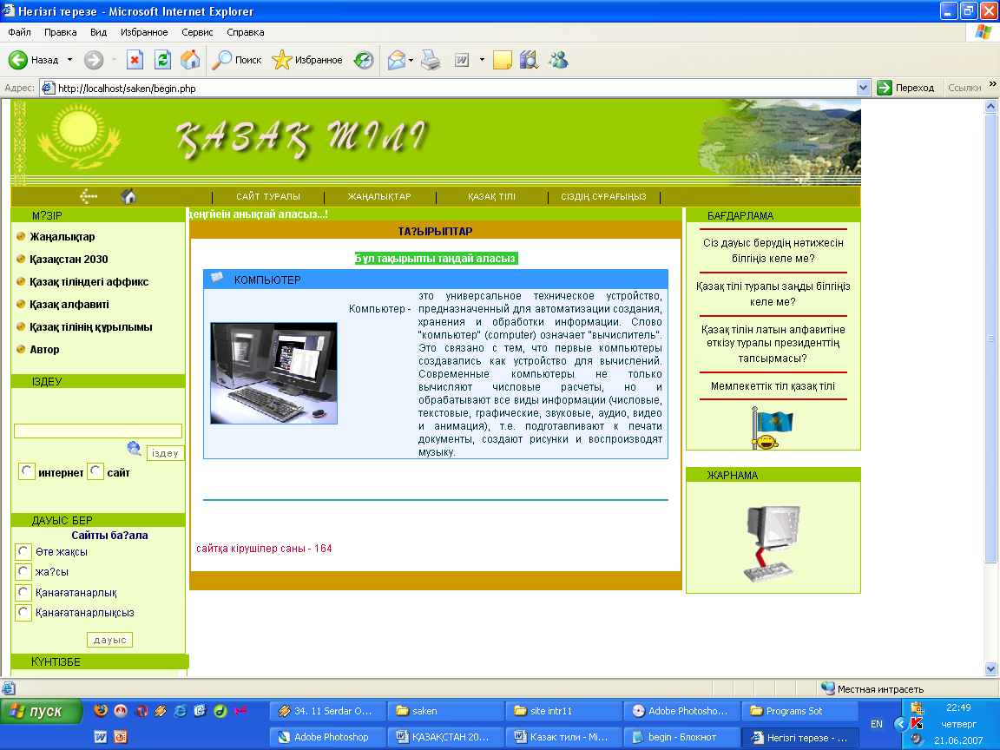 Негізгі терезе - Microsoft Internet Explorer
Файл Правка Вид Избранное Сервис Справка
Назад Поиск Избранное
Адрес: http://localhost/saken/begin.php Переход Ссылки »
ҚАЗАҚ ТІЛІ
САЙТ ТУРАЛЫ ЖАҢАЛЫҚТАР ҚАЗАҚ ТІЛІ СІЗДІҢ СҰРАҒЫҢЫЗ
М?ЗІР
Жаңалықтар
Қазақстан 2030
Қазақ тіліндегі аффикс
Қазақ алфавиті
Қазақ тілінің құрылымы
Автор
ІЗДЕУ
іздеу
интернет сайт
ДАУЫС БЕР
Сайтты ба?ала
Өте жақсы
жа?сы
Қанағатанарлық
Қанағатанарлықсыз
дауыс
КҮНТІЗБЕ
деңгйеін анықтай аласыз...!
ТА?ЫРЫПТАР
Бұл тақырыпты таңдай аласыз
КОМПЬЮТЕР
Компьютер -
это универсальное техническое устройство,
предназначенный для автоматизации создания,
хранения и обработки информации. Слово
"компьютер" (computer) означает "вычислитель".
Это связано с тем, что первые компьютеры
создавались как устройство для вычислений.
Современные компьютеры не только
вычисляют числовые расчеты, но и
обрабатывают все виды информации (числовые,
текстовые, графические, звуковые, аудио, видео
и анимация), т.е. подготавливают к печати
документы, создают рисунки и воспроизводят
музыку.
сайтқа кірушілер саны - 164
БАҒДАРЛАМА
Сіз дауыс берудің нәтижесін
білгіңіз келе ме?
Қазақ тілі туралы заңды білгіңіз
келе ме?
Қазақ тілін латын алфавитіне
өткізу туралы президенттің
тапсырмасы?
Мемлекеттік тіл қазақ тілі
ЖАРНАМА
Местная интрасеть
пуск
34. 11 Serdar O... saken site intr11 Adobe Photosho... Programs Sot
Adobe Photoshop ҚАЗАҚСТАН 20... Казак тили - Mi... begin - Блокнот Негізгі терезе - ...
EN
22:49
четверг
21.06.2007